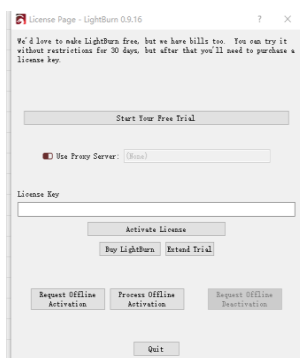 License Page - LightBurn 0.9.16
We'd love to make LightBurn free, but we have bills too. You can try it
without restrictions for 30 days, but after that you'll need to purchase a
license key.
Start Your Free Trial
Use Proxy Server: (None)
License Key
Activate License
Buy LightBurn Extend Trial
Request Offline Process Offline Request Offline
Activation Activation Deactivation
Quit